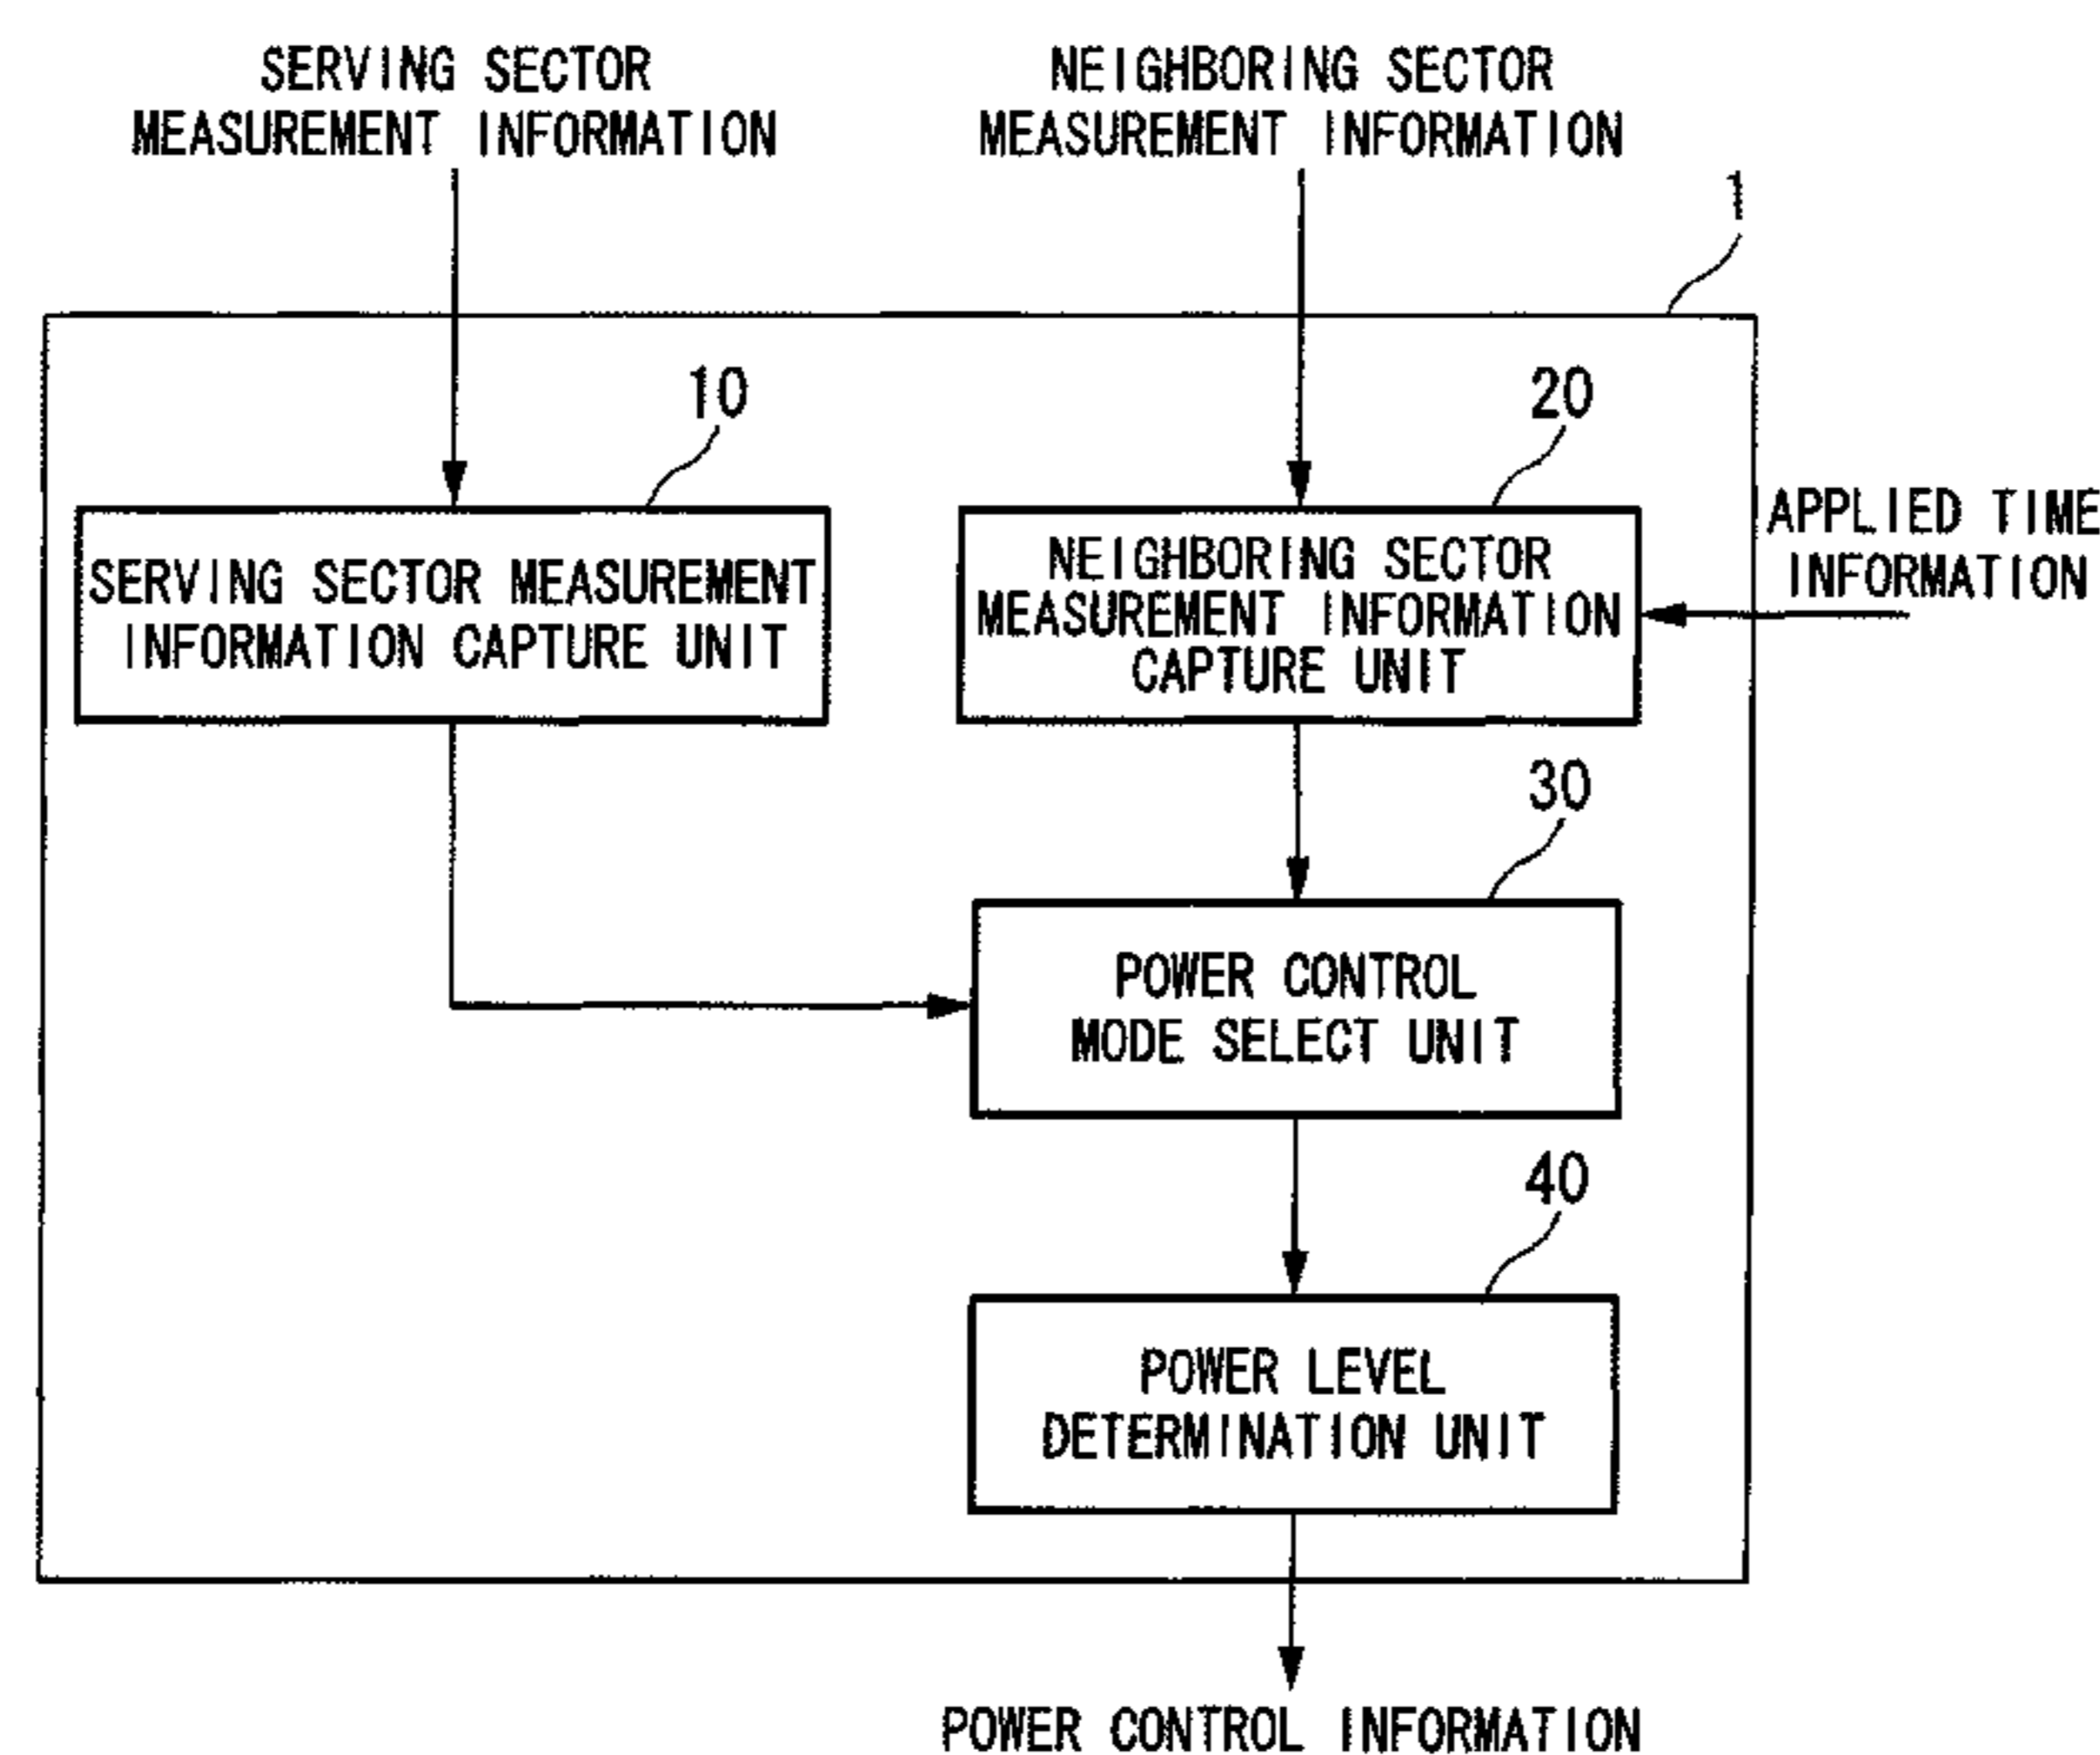 SERVING SECTOR
MEASUREMENT INFORMATION
NEIGHBORING SECTOR
MEASUREMENT INFORMATION
1
10
20
SERVING SECTOR MEASUREMENT
INFORMATION CAPTURE UNIT
NEIGHBORING SECTOR
MEASUREMENT INFORMATION
CAPTURE UNIT
APPLIED TIME
INFORMATION
30
POWER CONTROL
MODE SELECT UNIT
40
POWER LEVEL
DETERMINATION UNIT
POWER CONTROL INFORMATION